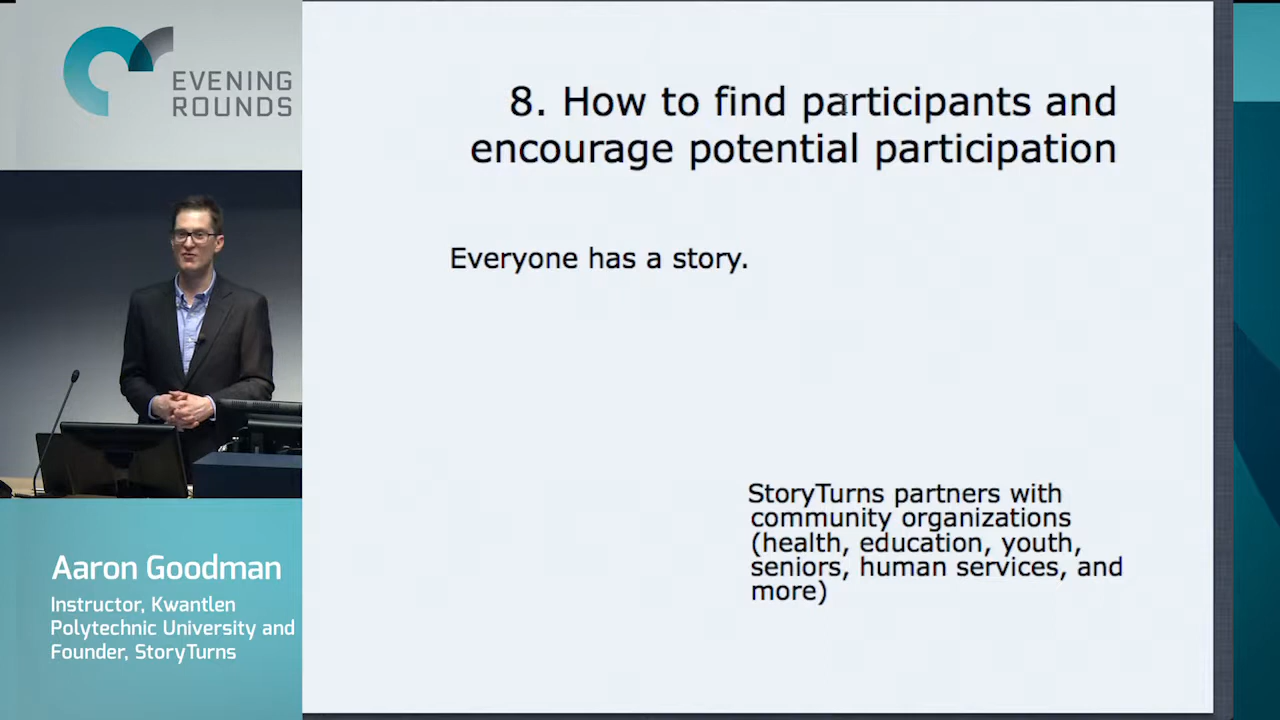 EVENING
ROUNDS
8. How to find participants and
encourage potential participation
Everyone has a story.
StoryTurns partners with
community organizations
(health, education, youth,
seniors, human services, and
more)
Aaron Goodman
Instructor, Kwantlen
Polytechnic University and
Founder, StoryTurns